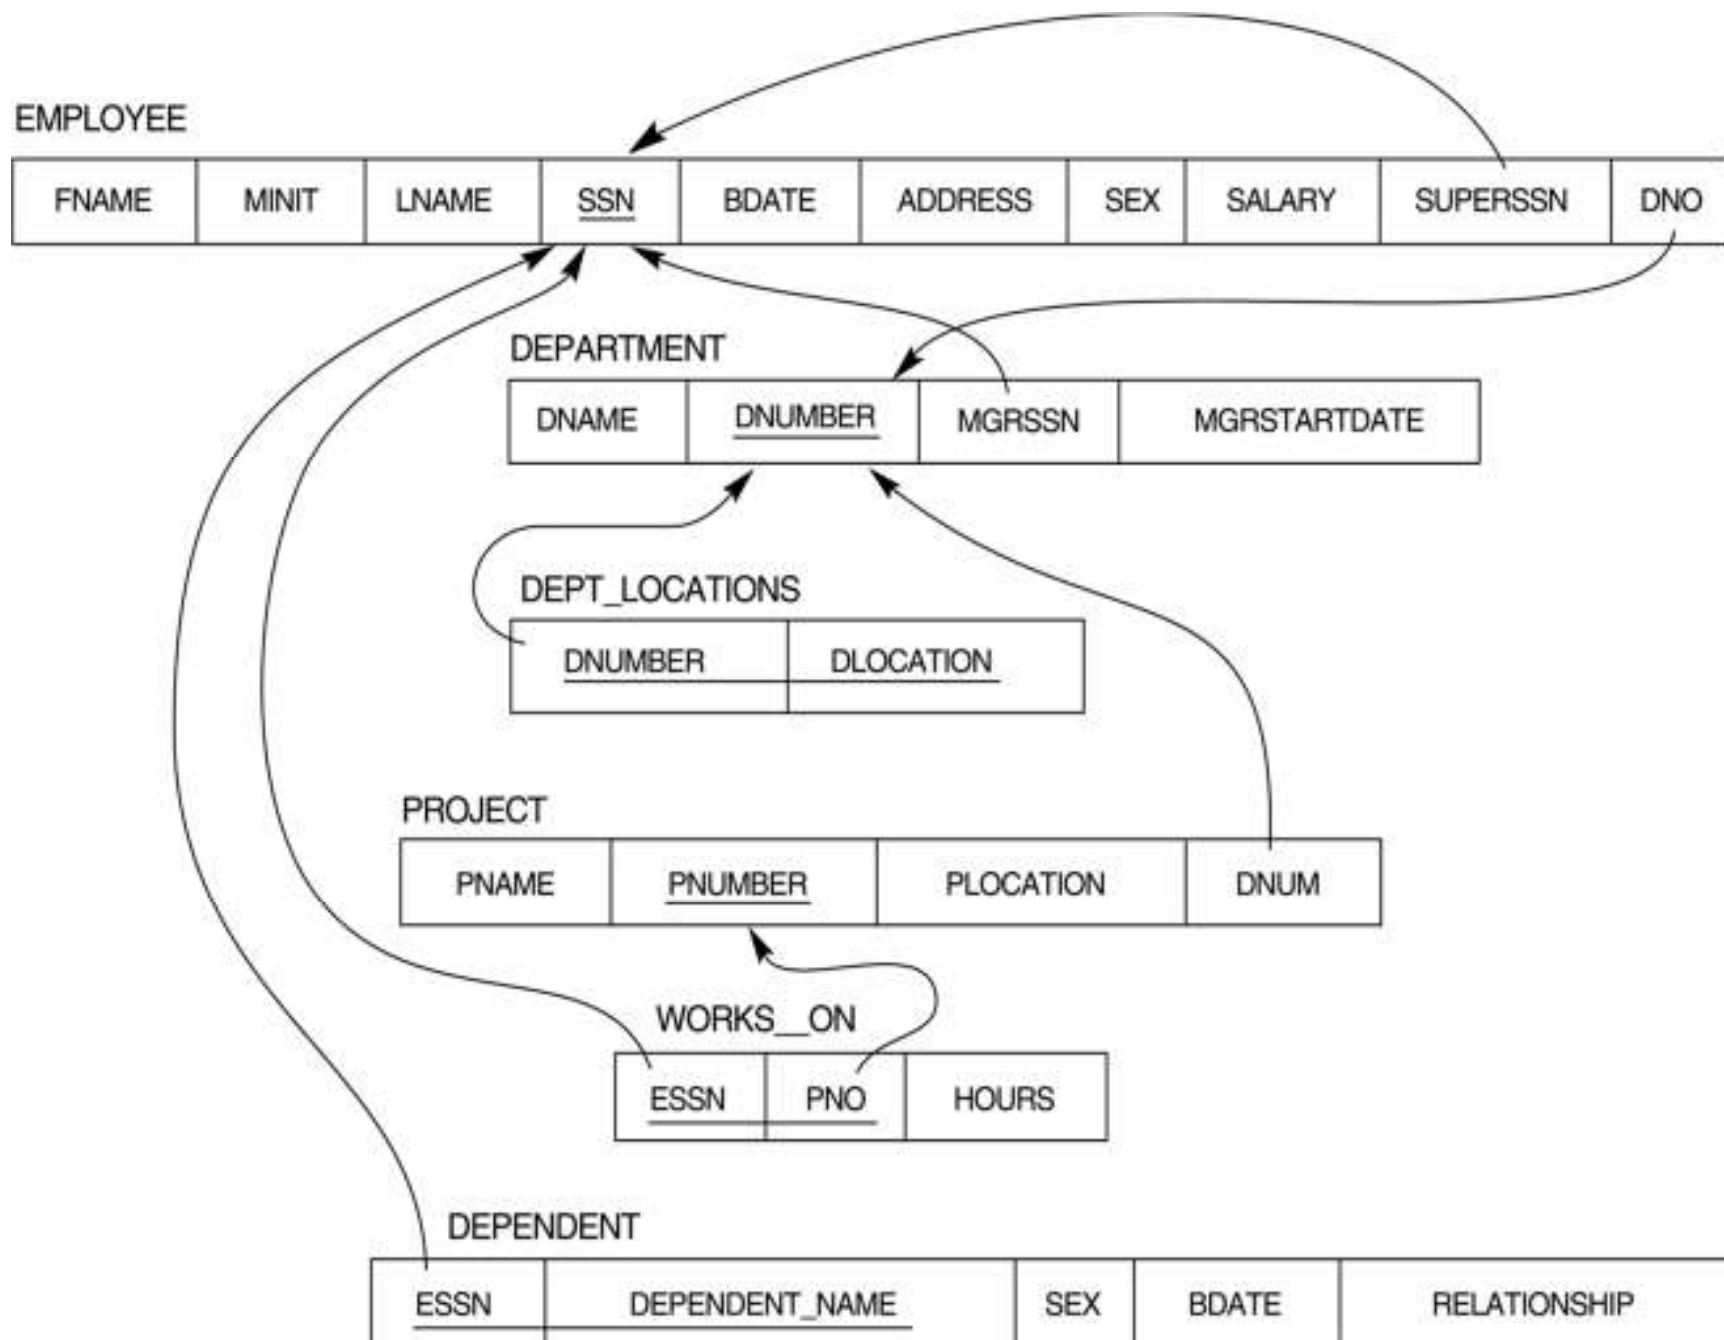 EMPLOYEE
FNAME MINIT LNAME SSN BDATE ADDRESS SEX SALARY SUPERSSN DNO
DEPARTMENT
DNAME DNUMBER MGRSSN MGRSTARTDATE
DEPT_LOCATIONS
DNUMBER DLOCATION
PROJECT
PNAME PNUMBER PLOCATION DNUM
WORKS__ON
ESSN PNO HOURS
DEPENDENT
ESSN DEPENDENT_NAME SEX BDATE RELATIONSHIP